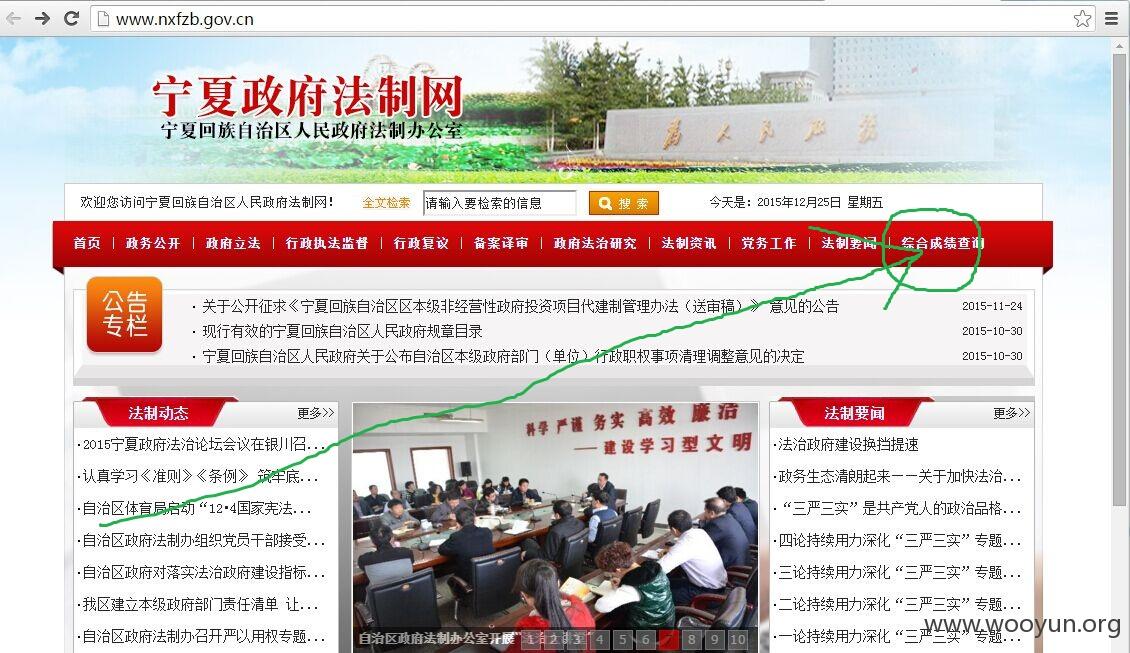 www.nxfzb.gov.cn
宁夏政府法制网
宁夏回族自治区人民政府法制办公室
为人民服务
欢迎您访问宁夏回族自治区人民政府法制网! 全文检索 请输入要检索的信息 搜索 今天是：2015年12月25日 星期五
首页 政务公开 政府立法 行政执法监督 行政复议 备案译审 政府法治研究 法制资讯 党务工作 法制要闻 综合成绩查询
公告
专栏
· 关于公开征求《宁夏回族自治区区本级非经营性政府投资项目代建制管理办法（送审稿）》意见的公告 2015-11-24
· 现行有效的宁夏回族自治区人民政府规章目录 2015-10-30
· 宁夏回族自治区人民政府关于公布自治区本级政府部门（单位）行政职权事项清理调整意见的决定 2015-10-30
法制动态 更多>>
·2015宁夏政府法治论坛会议在银川召...
·认真学习《准则》《条例》 筑牢底...
·自治区体育局启动“12·4国家宪法...
·自治区政府法制办组织党员干部接受...
·自治区政府对落实法治政府建设指标...
·我区建立本级政府部门责任清单 让...
·自治区政府法制办召开严以用权专题...
科学 严谨 务实 高效 廉洁
——建设学习型文明
自治区政府法制办公室开展
1 2 3 4 5 6 7 8 9 10
法制要闻 更多>>
·法治政府建设换挡提速
·政务生态清朗起来——关于加快法治...
·“三严三实”是共产党人的政治品格...
·四论持续用力深化“三严三实”专题...
·三论持续用力深化“三严三实”专题...
·二论持续用力深化“三严三实”专题...
·一论持续用力深化“三严三实”专题...
www.wooyun.org